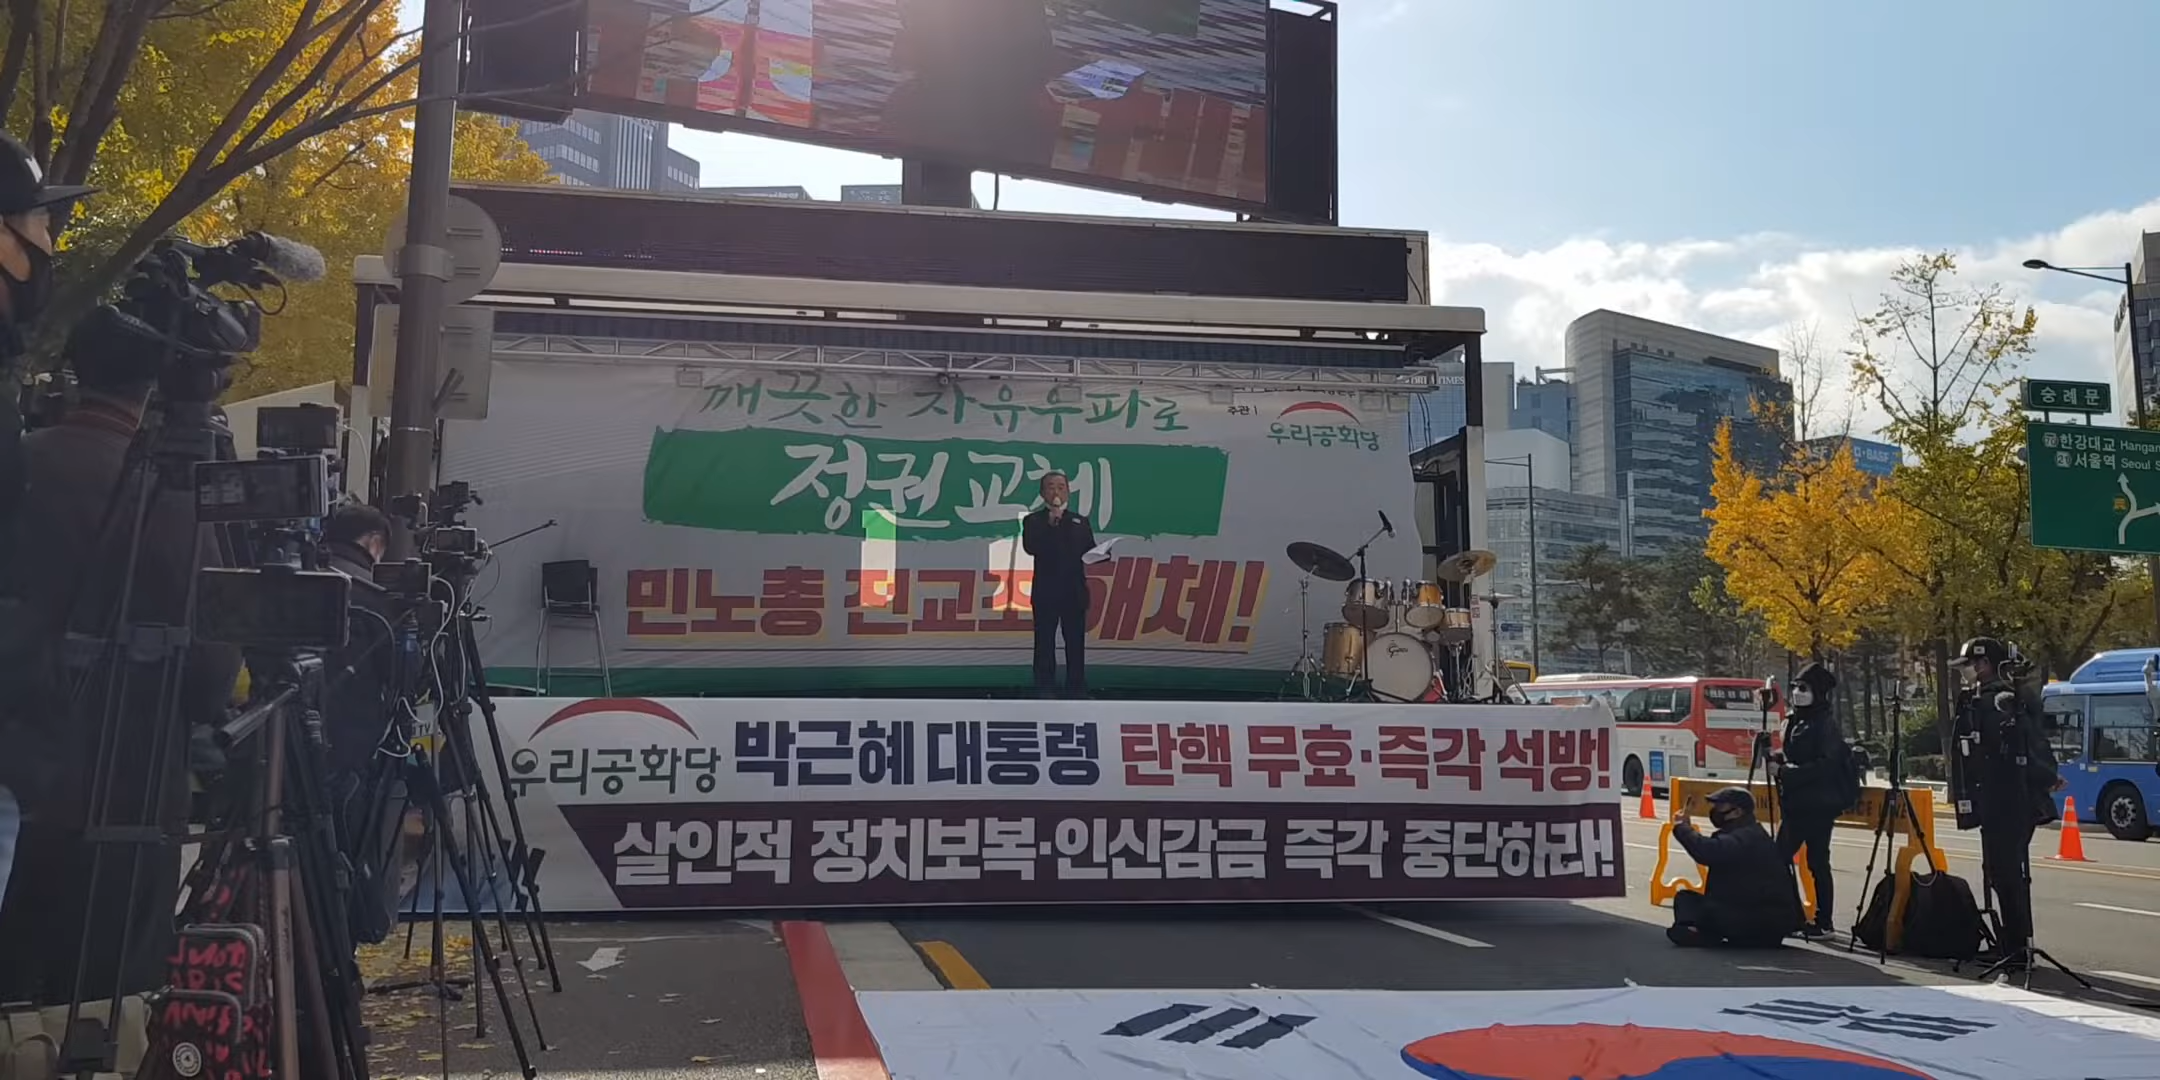 깨끗한 자유우파로
주관ㅣ
우리공화당
정권교체
민노총 전교조 해체!
우리공화당
박근혜 대통령 탄핵 무효·즉각 석방!
살인적 정치보복·인신감금 즉각 중단하라!
숭례문
한강대교
서울역 Seoul
BASF